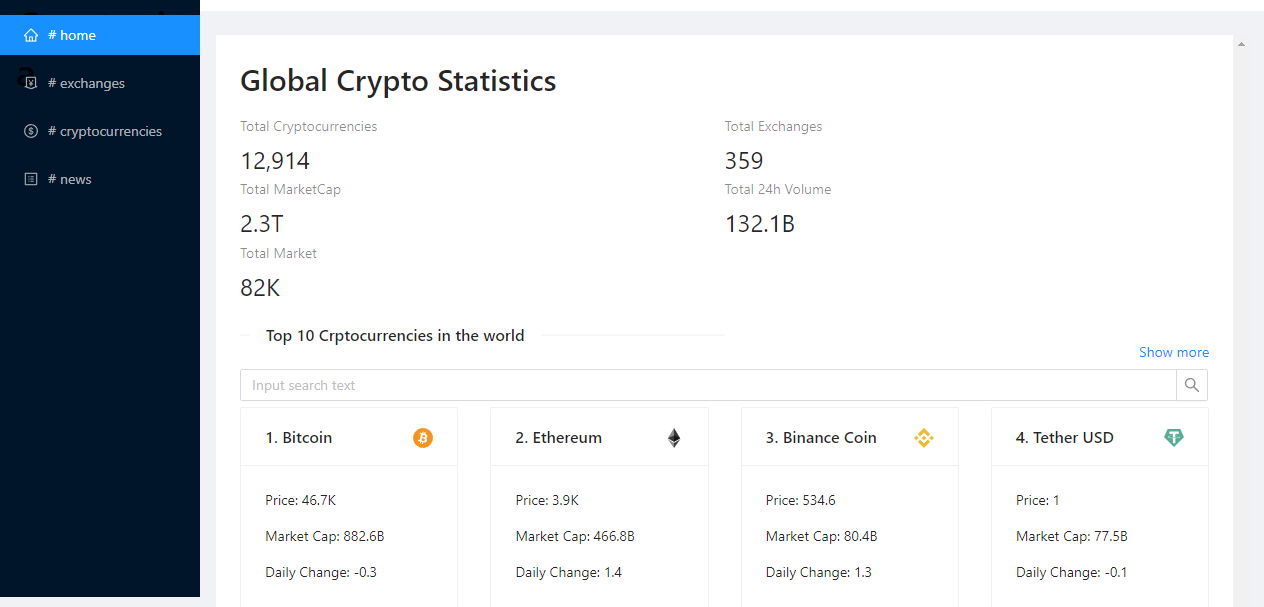 # home
# exchanges
# cryptocurrencies
# news
Global Crypto Statistics
Total Cryptocurrencies
12,914
Total Exchanges
359
Total MarketCap
2.3T
Total 24h Volume
132.1B
Total Market
82K
Top 10 Crptocurrencies in the world
Show more
Input search text
1. Bitcoin
Price: 46.7K
Market Cap: 882.6B
Daily Change: -0.3
2. Ethereum
Price: 3.9K
Market Cap: 466.8B
Daily Change: 1.4
3. Binance Coin
Price: 534.6
Market Cap: 80.4B
Daily Change: 1.3
4. Tether USD
Price: 1
Market Cap: 77.5B
Daily Change: -0.1